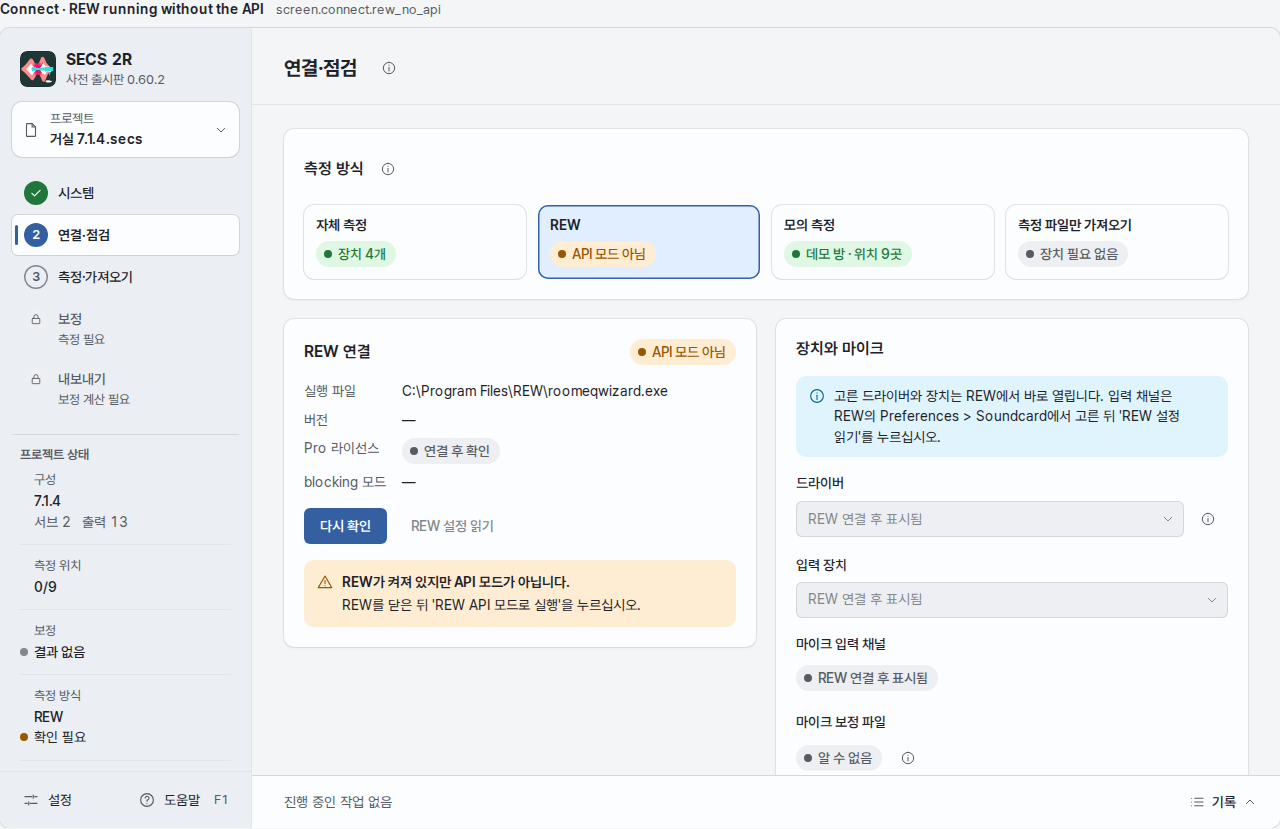 Connect · REW running without the API screen.connect.rew_no_api
SECS 2R
사전 출시판 0.60.2
프로젝트
거실 7.1.4.secs
시스템
2 연결·점검
3 측정·가져오기
보정
측정 필요
내보내기
보정 계산 필요
프로젝트 상태
구성
7.1.4
서브 2 출력 13
측정 위치
0/9
보정
결과 없음
측정 방식
REW
확인 필요
설정 도움말 F1
연결·점검
측정 방식
자체 측정
장치 4개
REW
API 모드 아님
모의 측정
데모 방 · 위치 9곳
측정 파일만 가져오기
장치 필요 없음
REW 연결 API 모드 아님
실행 파일 C:\Program Files\REW\roomeqwizard.exe
버전 —
Pro 라이선스 연결 후 확인
blocking 모드 —
다시 확인 REW 설정 읽기
REW가 켜져 있지만 API 모드가 아닙니다.
REW를 닫은 뒤 'REW API 모드로 실행'을 누르십시오.
장치와 마이크
고른 드라이버와 장치는 REW에서 바로 열립니다. 입력 채널은
REW의 Preferences > Soundcard에서 고른 뒤 'REW 설정
읽기'를 누르십시오.
드라이버
REW 연결 후 표시됨
입력 장치
REW 연결 후 표시됨
마이크 입력 채널
REW 연결 후 표시됨
마이크 보정 파일
알 수 없음
진행 중인 작업 없음 기록